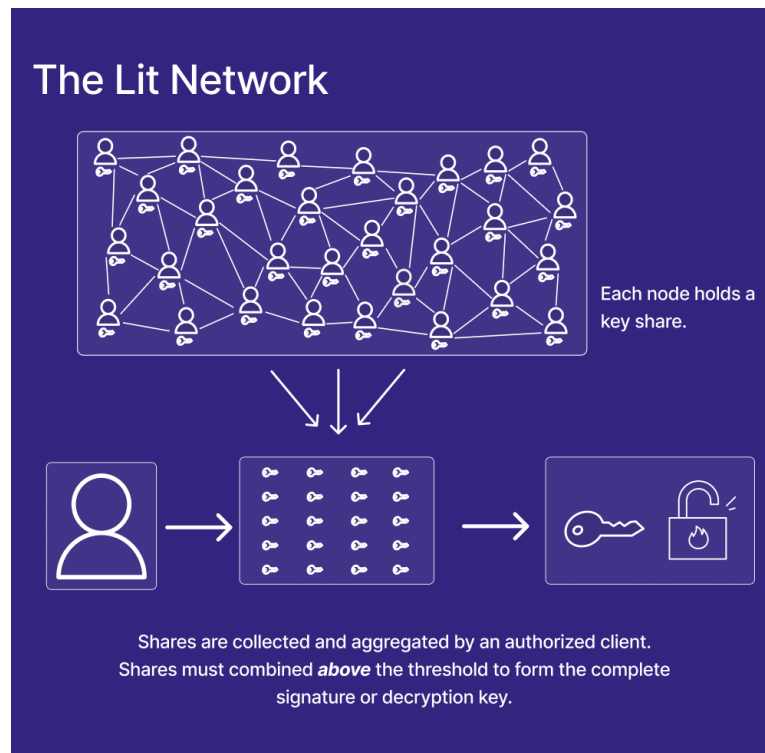 The Lit Network
Each node holds a
key share.
Shares are collected and aggregated by an authorized client.
Shares must combined above the threshold to form the complete
signature or decryption key.